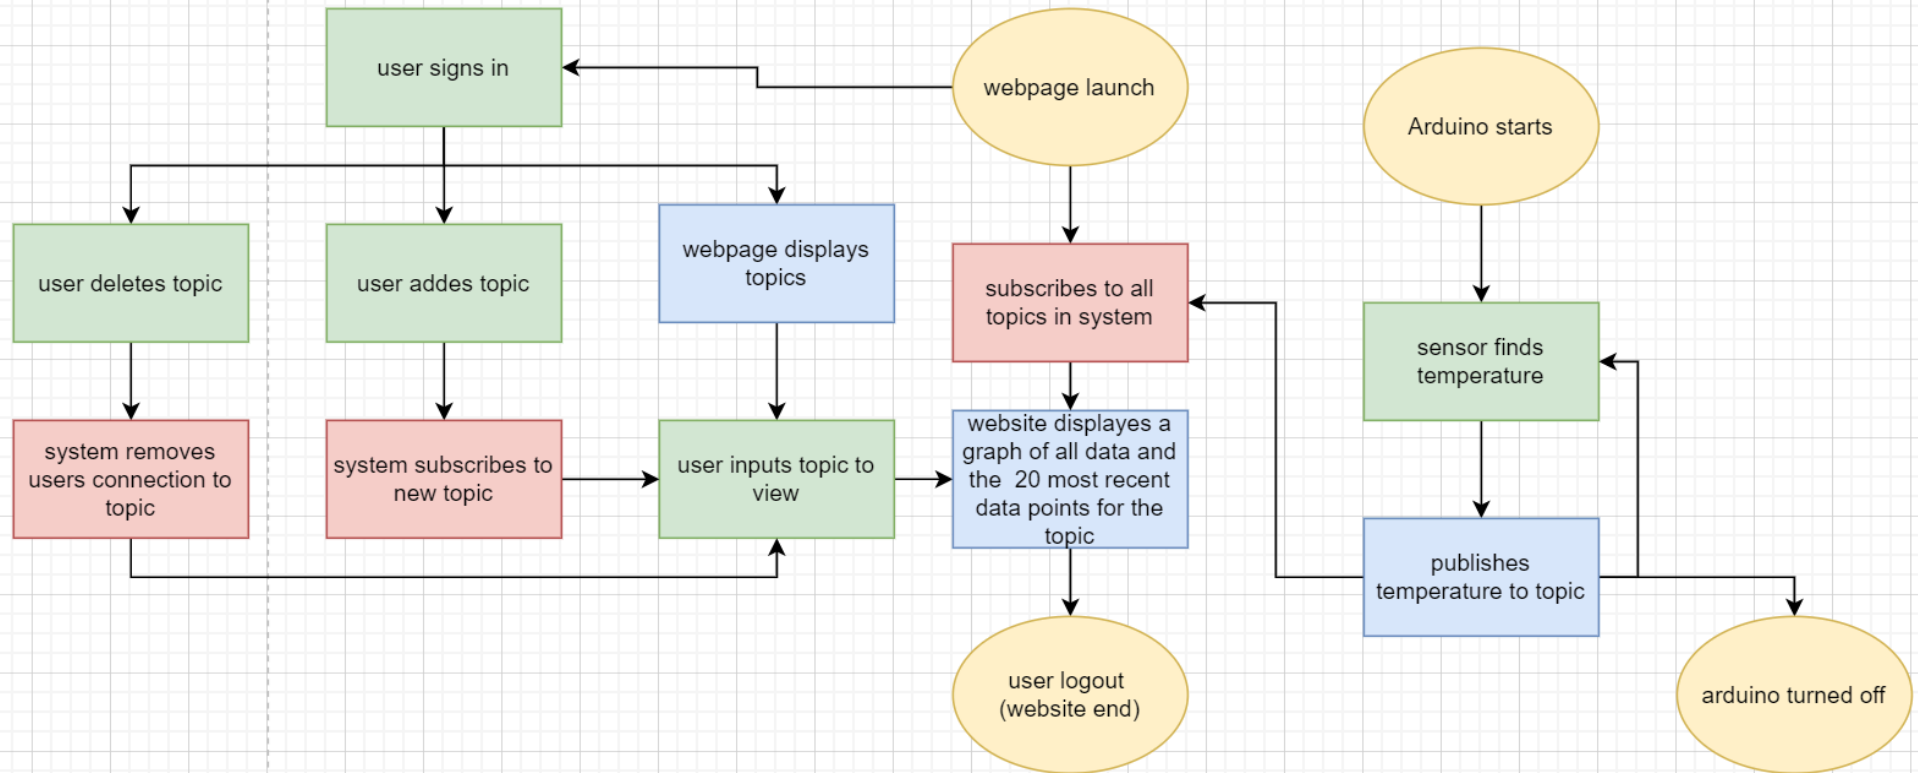 user signs in
webpage launch
Arduino starts
user deletes topic
user addes topic
webpage displays
topics
subscribes to all
topics in system
sensor finds
temperature
system removes
users connection to
topic
system subscribes to
new topic
user inputs topic to
view
website displayes a
graph of all data and
the  20 most recent
data points for the
topic
publishes
temperature to topic
user logout
(website end)
arduino turned off